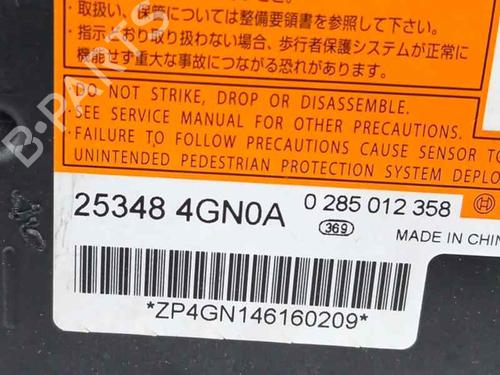 ・取扱い、保管については整備要領書を参照して下さい。
・指示どおり取り扱わない場合、歩行者保護システムが正常に
機能せず重大な事故につながる恐れがあります。
・DO NOT STRIKE, DROP OR DISASSEMBLE.
・SEE SERVICE MANUAL FOR OTHER PRECAUTIONS.
・FAILURE TO FOLLOW PRECAUTIONS CAUSE SENSOR TO
UNINTENDED PEDESTRIAN PROTECTION SYSTEM DEPLO
25348 4GN0A 0 285 012 358
369 MADE IN CHIN
*ZP4GN146160209*
B-PARTS